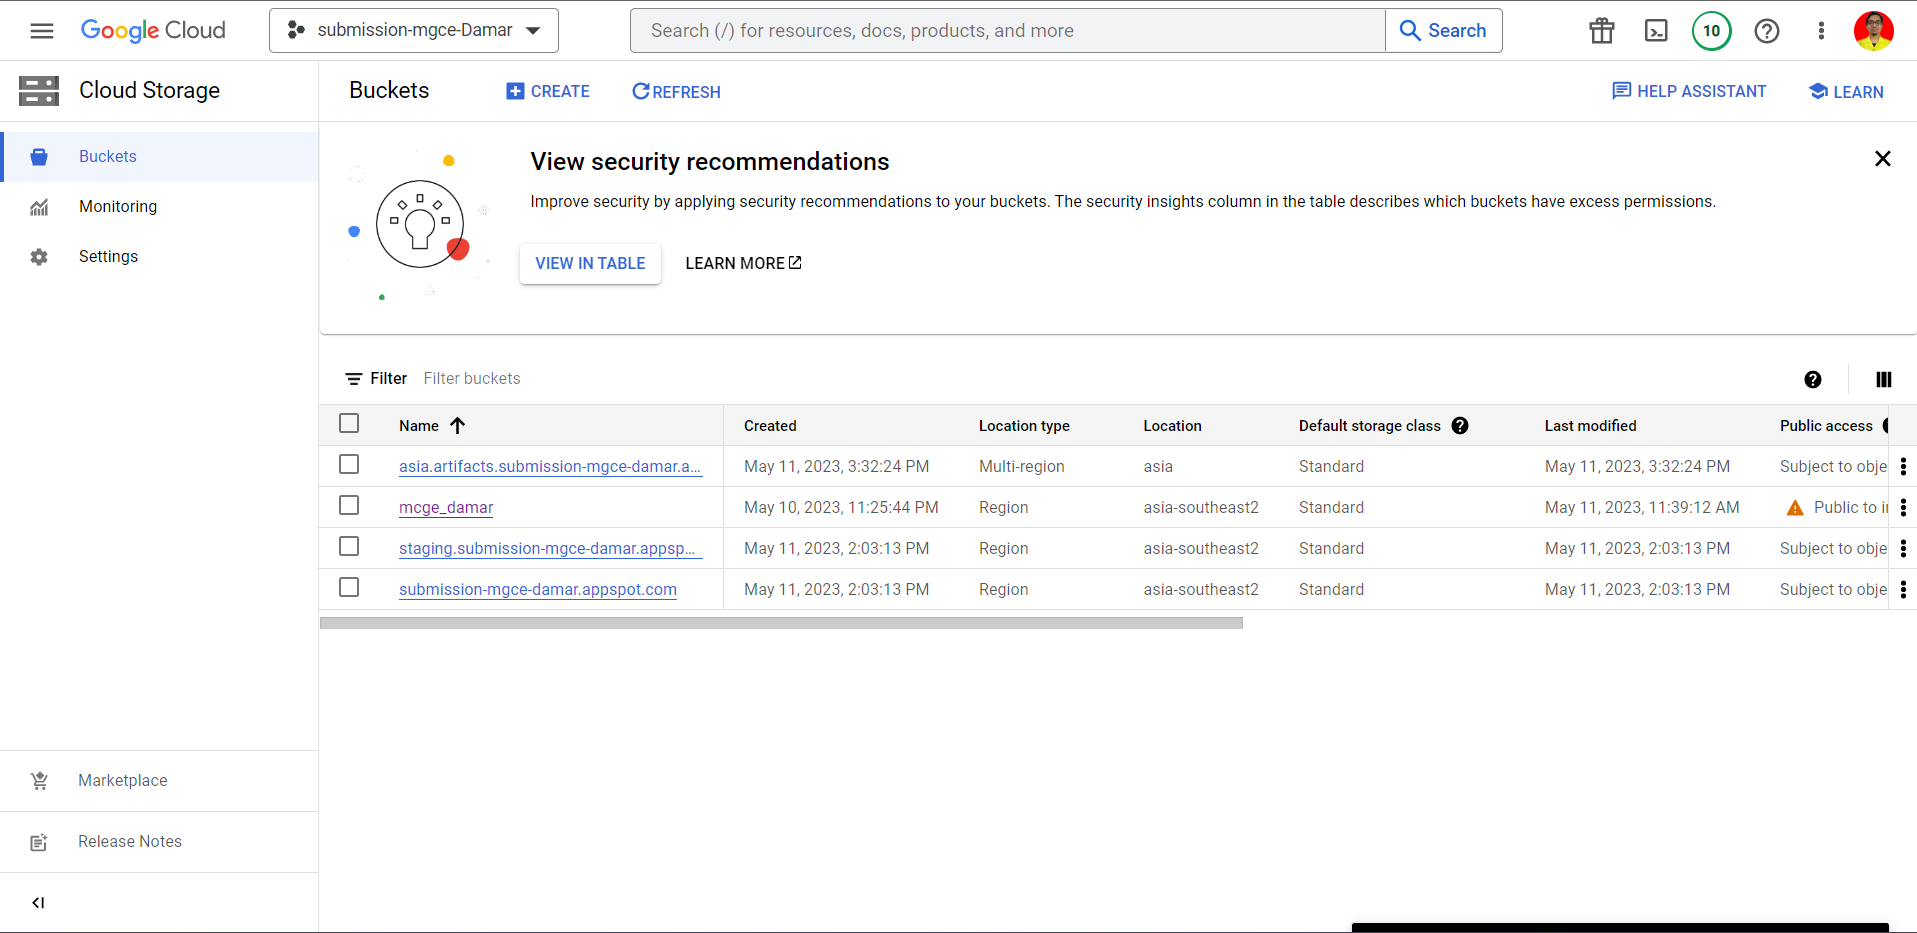 Google Cloud
submission-mgce-Damar
Search (/) for resources, docs, products, and more
Search
10
Cloud Storage
Buckets
CREATE
REFRESH
HELP ASSISTANT
LEARN
Buckets
Monitoring
Settings
View security recommendations
Improve security by applying security recommendations to your buckets. The security insights column in the table describes which buckets have excess permissions.
VIEW IN TABLE
LEARN MORE
Filter
Filter buckets
Name Created Location type Location Default storage class Last modified Public access
asia.artifacts.submission-mgce-damar.a... May 11, 2023, 3:32:24 PM Multi-region asia Standard May 11, 2023, 3:32:24 PM Subject to obje
mcge_damar May 10, 2023, 11:25:44 PM Region asia-southeast2 Standard May 11, 2023, 11:39:12 AM Public to i
staging.submission-mgce-damar.appsp... May 11, 2023, 2:03:13 PM Region asia-southeast2 Standard May 11, 2023, 2:03:13 PM Subject to obje
submission-mgce-damar.appspot.com May 11, 2023, 2:03:13 PM Region asia-southeast2 Standard May 11, 2023, 2:03:13 PM Subject to obje
Marketplace
Release Notes